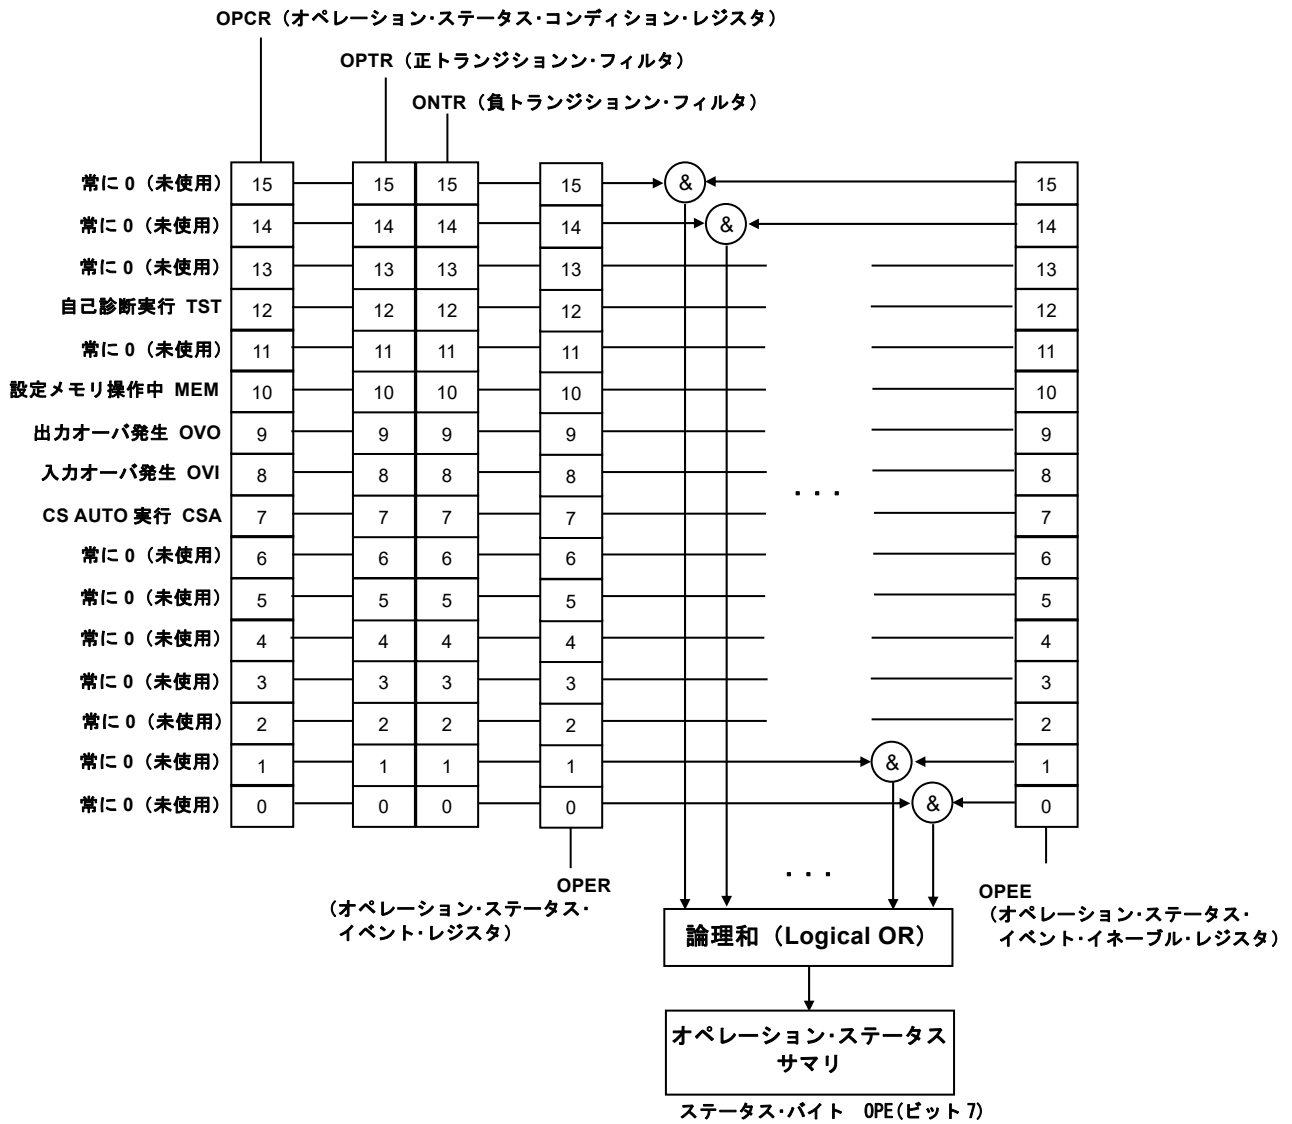 OPCR（オペレーション･ステータス･コンディション･レジスタ）
OPTR（正トランジションン･フィルタ）
ONTR（負トランジションン･フィルタ）
常に 0（未使用） 15 15 15 15 & 15
常に 0（未使用） 14 14 14 14 & 14
常に 0（未使用） 13 13 13 13 13
自己診断実行 TST 12 12 12 12 12
常に 0（未使用） 11 11 11 11 11
設定メモリ操作中 MEM 10 10 10 10 10
出力オーバ発生 OVO 9 9 9 9 9
入力オーバ発生 OVI 8 8 8 8 8
･･･
CS AUTO 実行 CSA 7 7 7 7 7
常に 0（未使用） 6 6 6 6 6
常に 0（未使用） 5 5 5 5 5
常に 0（未使用） 4 4 4 4 4
常に 0（未使用） 3 3 3 3 3
常に 0（未使用） 2 2 2 2 2
常に 0（未使用） 1 1 1 1 & 1
常に 0（未使用） 0 0 0 0 & 0
･･･
OPER
（オペレーション･ステータス･
イベント･レジスタ）
OPEE
（オペレーション･ステータス･
イベント･イネーブル･レジスタ）
論理和（Logical OR）
オペレーション･ステータス
サマリ
ステータス･バイト OPE(ビット 7)